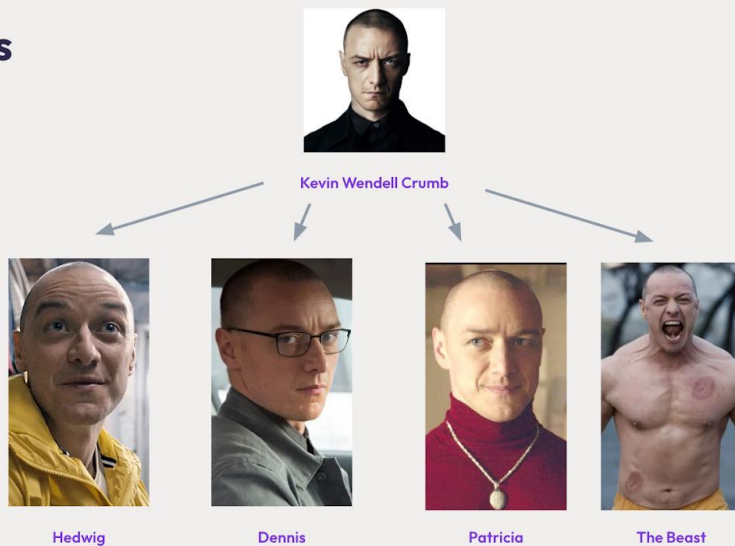 s
Kevin Wendell Crumb
Hedwig
Dennis
Patricia
The Beast